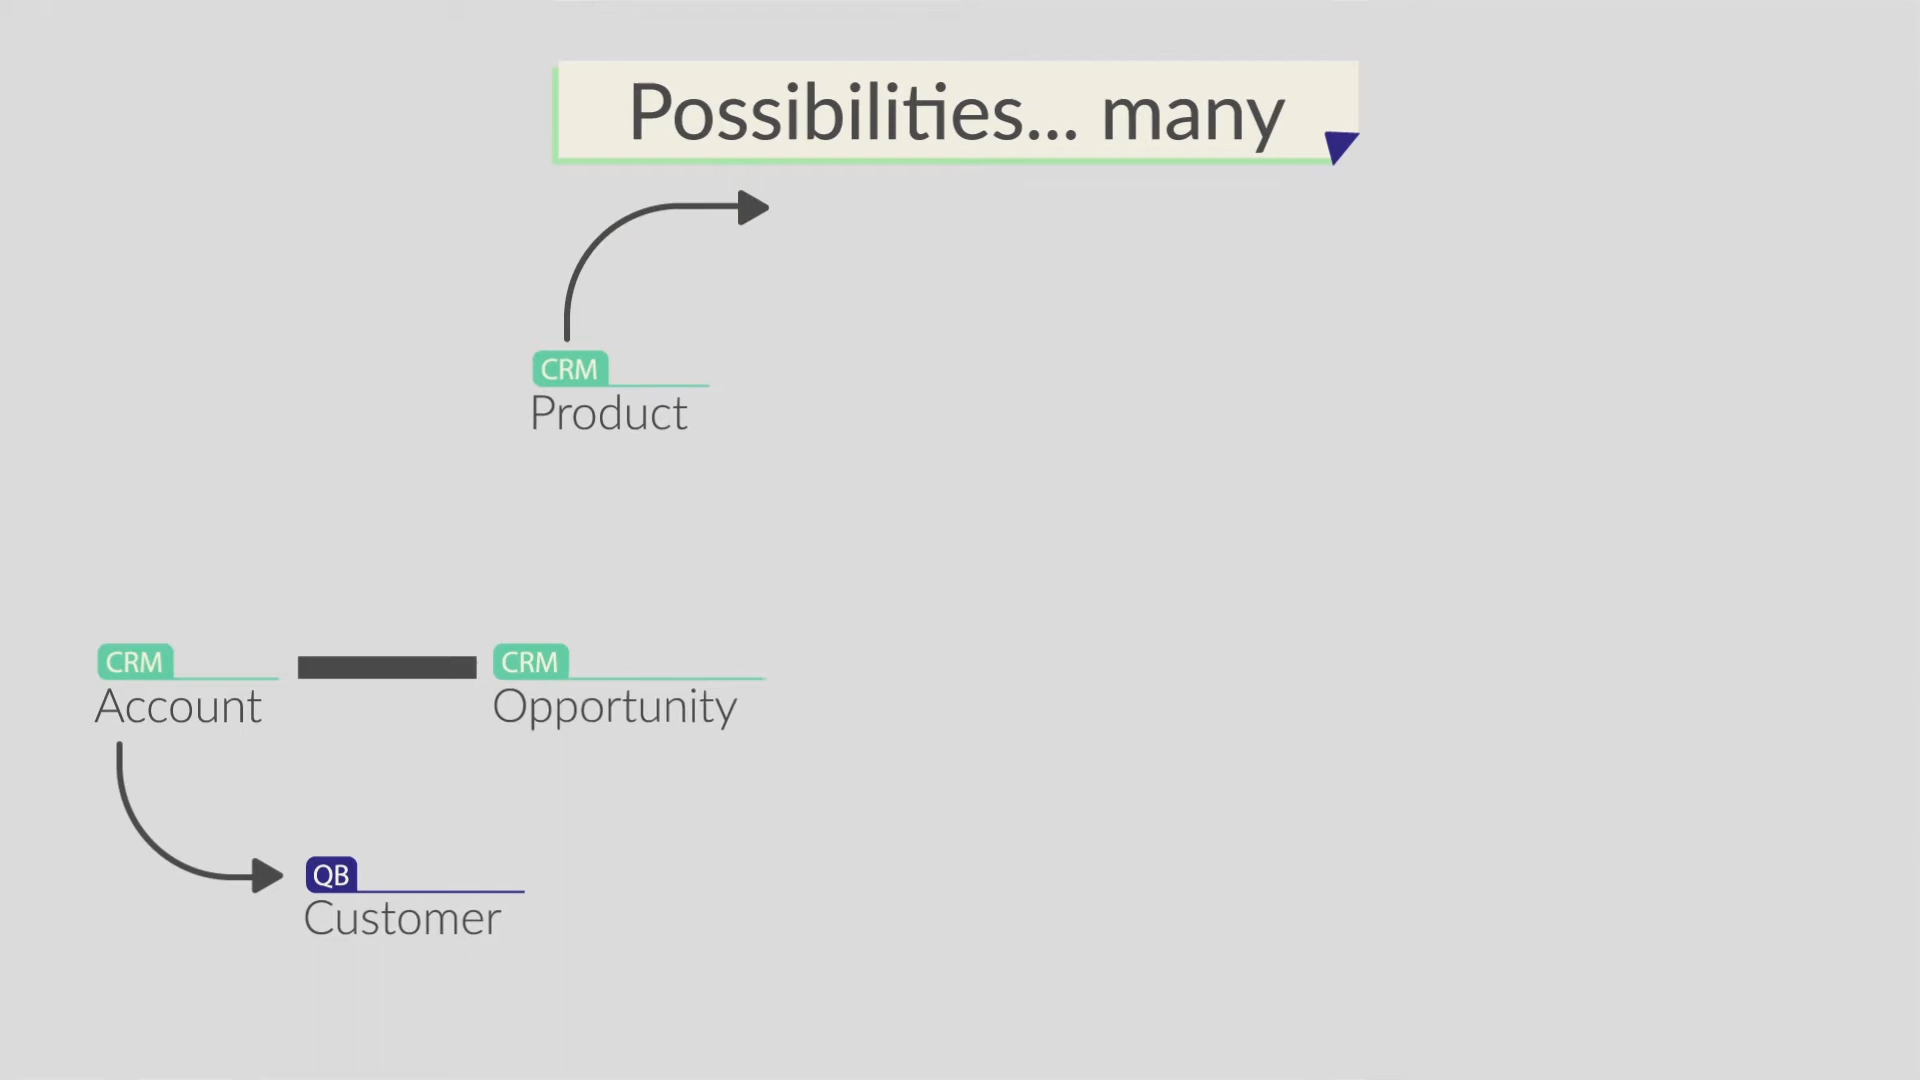 Possibilities... many
CRM
Product
CRM
Account
CRM
Opportunity
QB
Customer